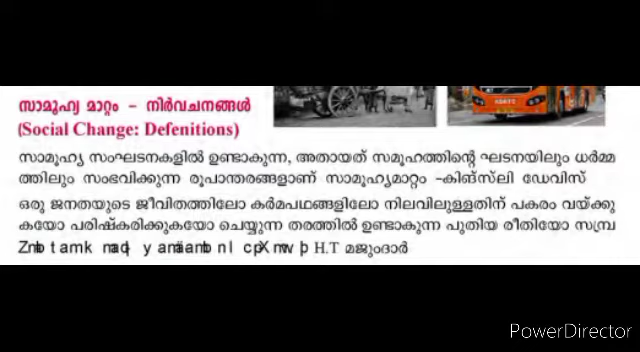 സാമൂഹ്യ മാറ്റം - നിർവചനങ്ങൾ
(Social Change: Defenitions)
സാമൂഹ്യ സംഘടനകളിൽ ഉണ്ടാകുന്ന, അതായത് സമൂഹത്തിന്റെ ഘടനയിലും ധർമ്മ
ത്തിലും സംഭവിക്കുന്ന രൂപാന്തരങ്ങളാണ് സാമൂഹ്യമാറ്റം -കിങ്സ്‌ലി ഡേവിസ്
ഒരു ജനതയുടെ ജീവിതത്തിലോ കർമപഥങ്ങളിലോ നിലവിലുള്ളതിന് പകരം വയ്ക്കു
കയോ പരിഷ്കരിക്കുകയോ ചെയ്യുന്ന തരത്തിൽ ഉണ്ടാകുന്ന പുതിയ രീതിയോ സമ്പ്ര
H.T മജുംദാർ
PowerDirector